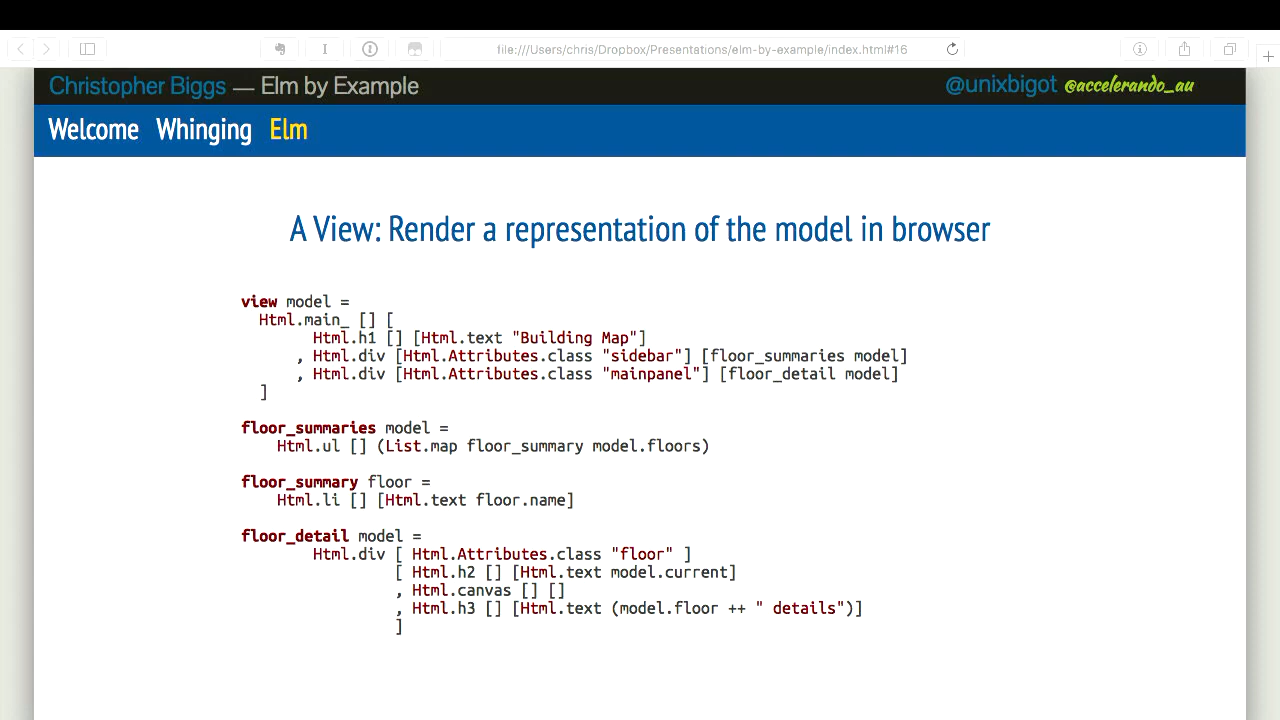 file:///Users/chris/Dropbox/Presentations/elm-by-example/index.html#16
Christopher Biggs — Elm by Example
@unixbigot @accelerando_au
Welcome Whinging Elm
A View: Render a representation of the model in browser
view model =
  Html.main_ [] [
        Html.h1 [] [Html.text "Building Map"]
      , Html.div [Html.Attributes.class "sidebar"] [floor_summaries model]
      , Html.div [Html.Attributes.class "mainpanel"] [floor_detail model]
  ]
floor_summaries model =
    Html.ul [] (List.map floor_summary model.floors)
floor_summary floor =
    Html.li [] [Html.text floor.name]
floor_detail model =
        Html.div [ Html.Attributes.class "floor" ]
                 [ Html.h2 [] [Html.text model.current]
                 , Html.canvas [] []
                 , Html.h3 [] [Html.text (model.floor ++ " details")]
                 ]